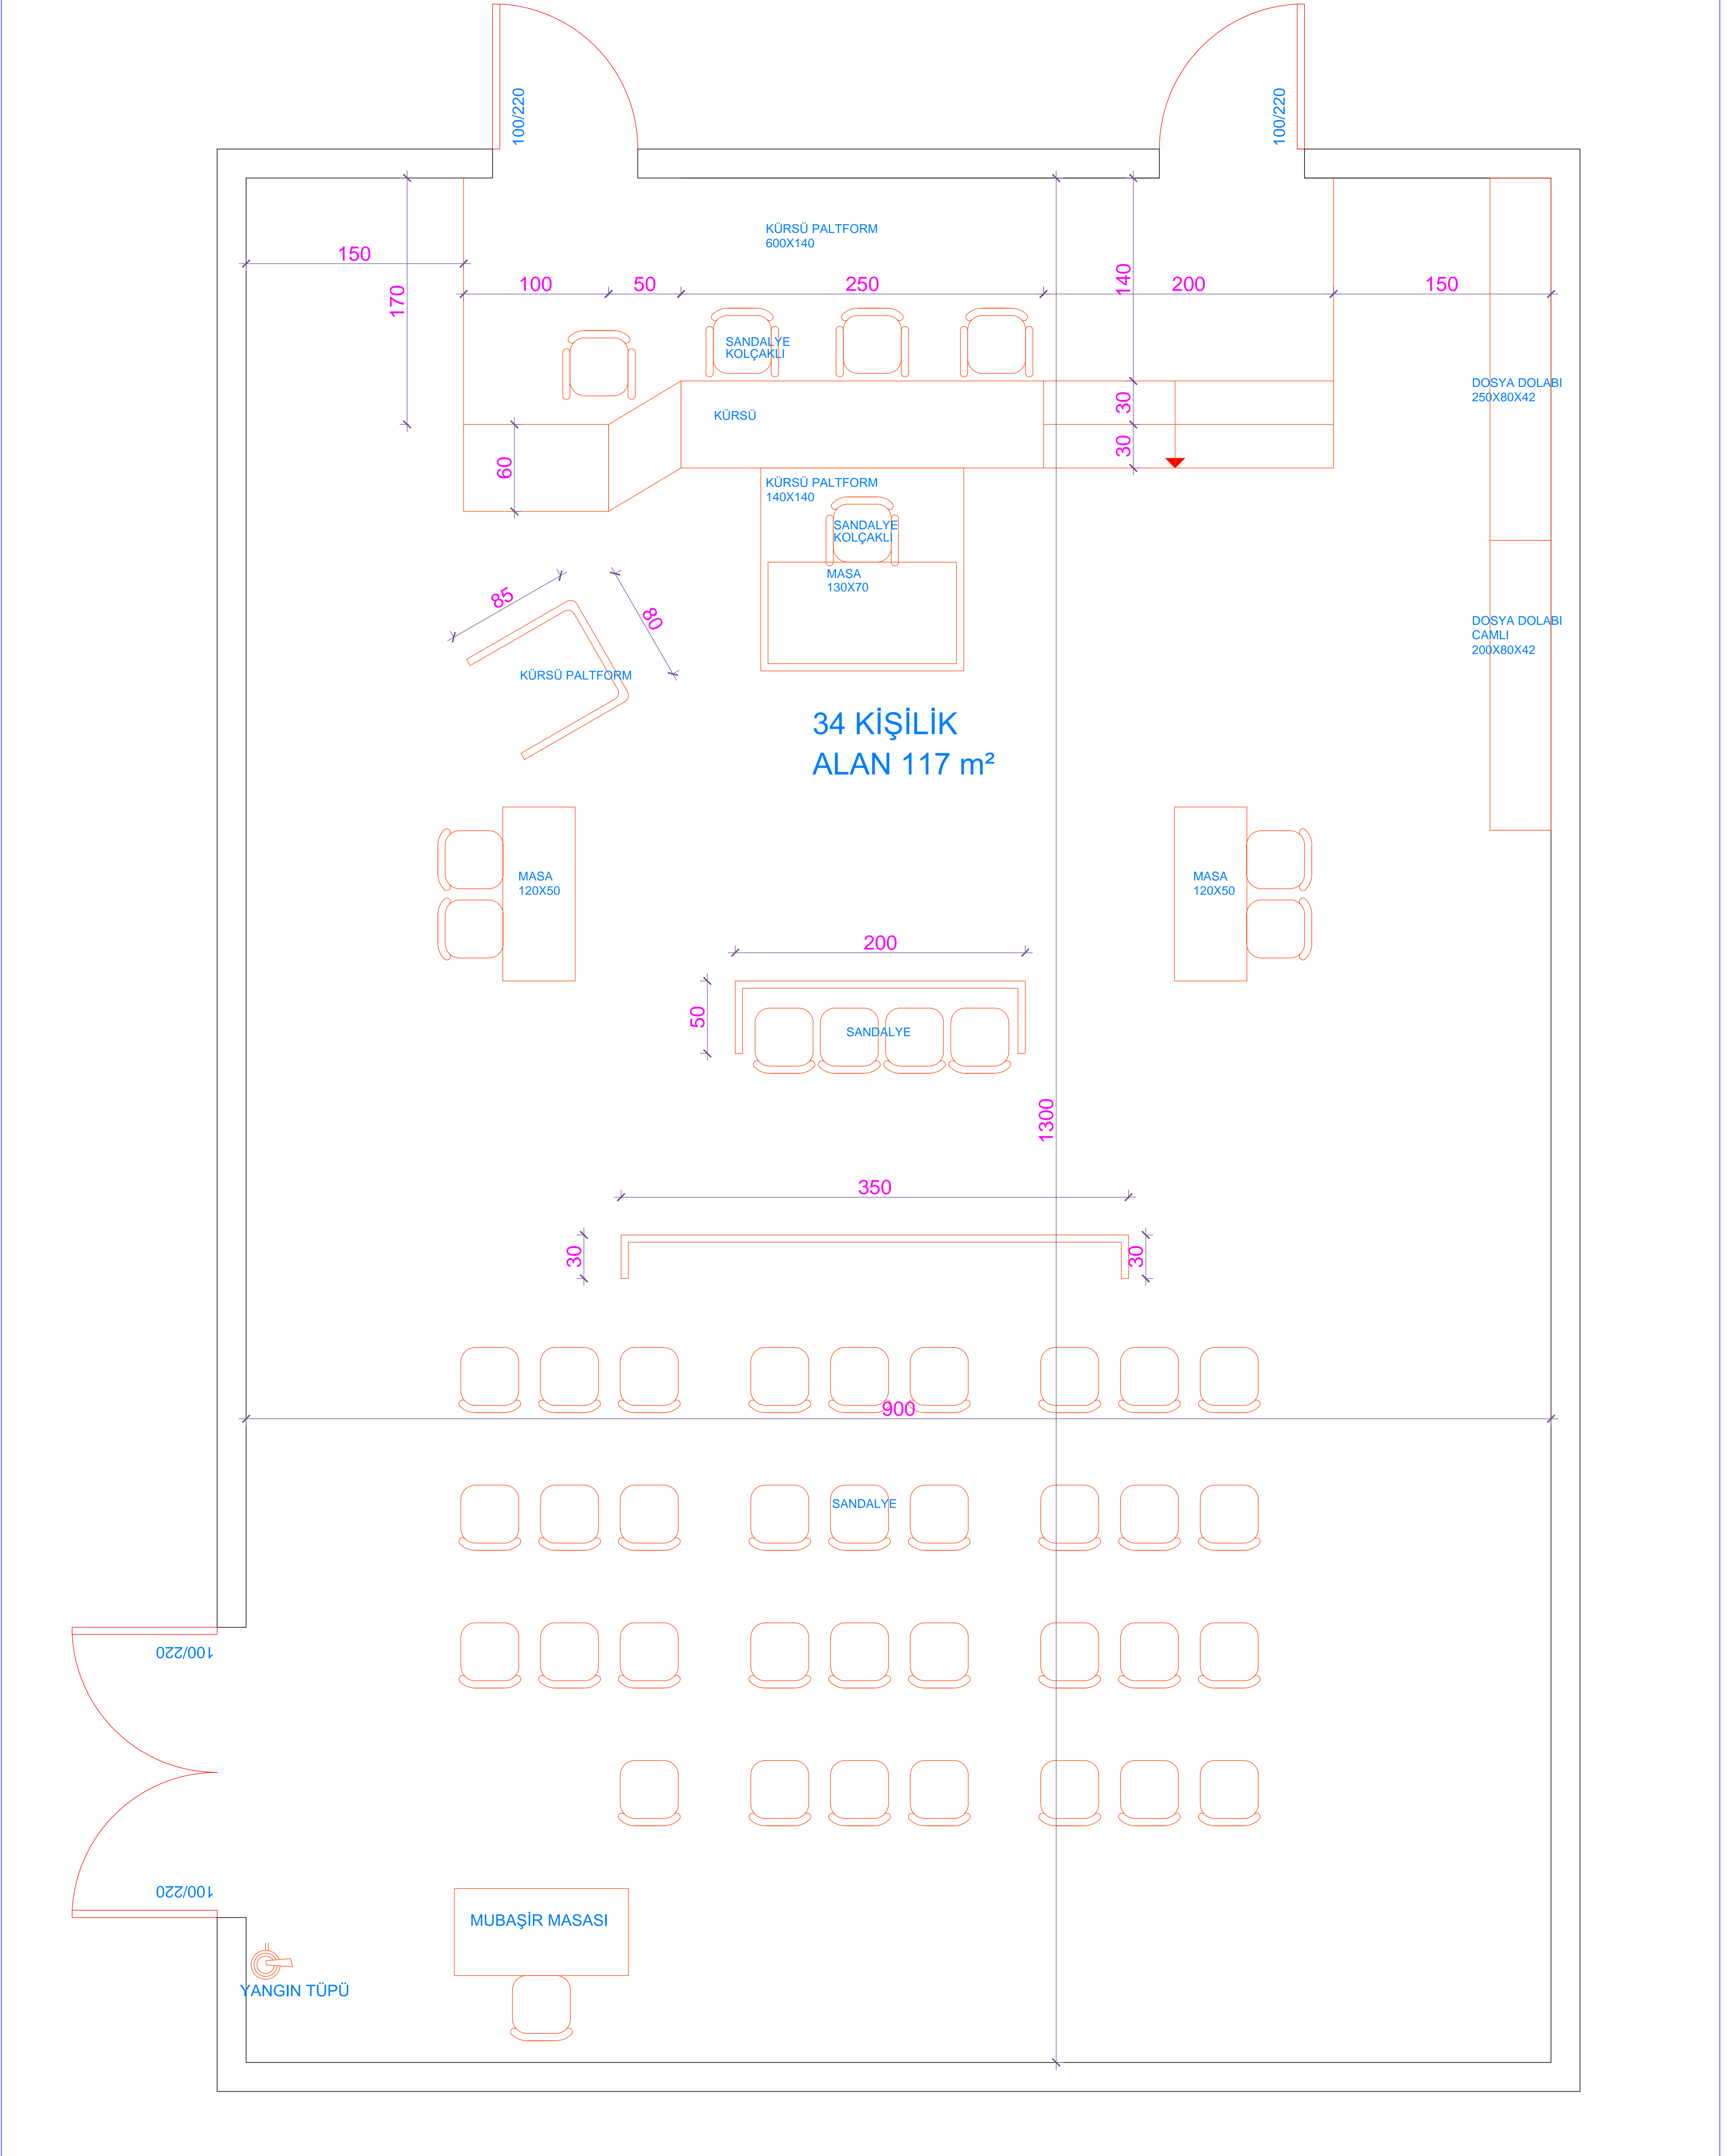 100/220
100/220
KÜRSÜ PALTFORM
600X140
150
170
100
50
250
140
200
150
SANDALYE
KOLÇAKLI
KÜRSÜ
30
30
60
DOSYA DOLABI
250X80X42
KÜRSÜ PALTFORM
140X140
SANDALYE
KOLÇAKLI
MASA
130X70
85
80
KÜRSÜ PALTFORM
DOSYA DOLABI
CAMLI
200X80X42
34 KİŞİLİK
ALAN 117 m²
MASA
120X50
MASA
120X50
200
50
SANDALYE
1300
350
30
30
900
SANDALYE
100/220
100/220
MUBAŞİR MASASI
YANGIN TÜPÜ